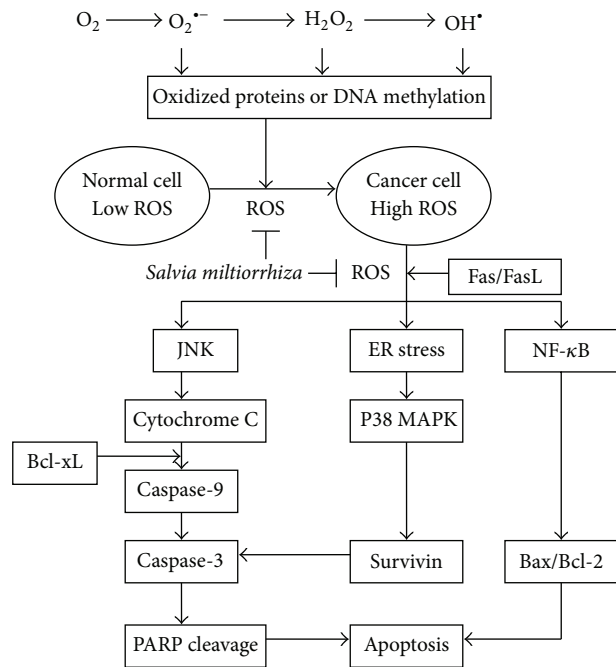 O₂ O₂•− H₂O₂ OH•
Oxidized proteins or DNA methylation
Normal cell
Low ROS
ROS
Cancer cell
High ROS
Salvia miltiorrhiza
ROS
Fas/FasL
JNK
ER stress
NF-κB
Cytochrome C
P38 MAPK
Bcl-xL
Caspase-9
Caspase-3
Survivin
Bax/Bcl-2
PARP cleavage
Apoptosis